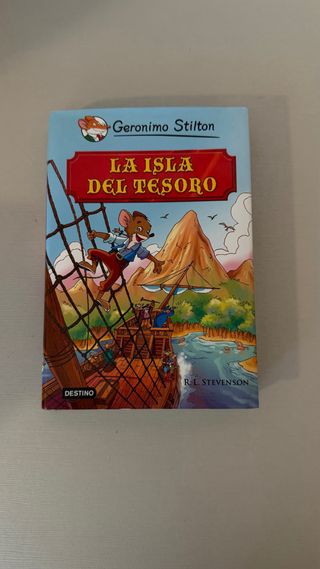 Geronimo Stilton
LA ISLA
DEL TESORO
R. L. STEVENSON
DESTINO